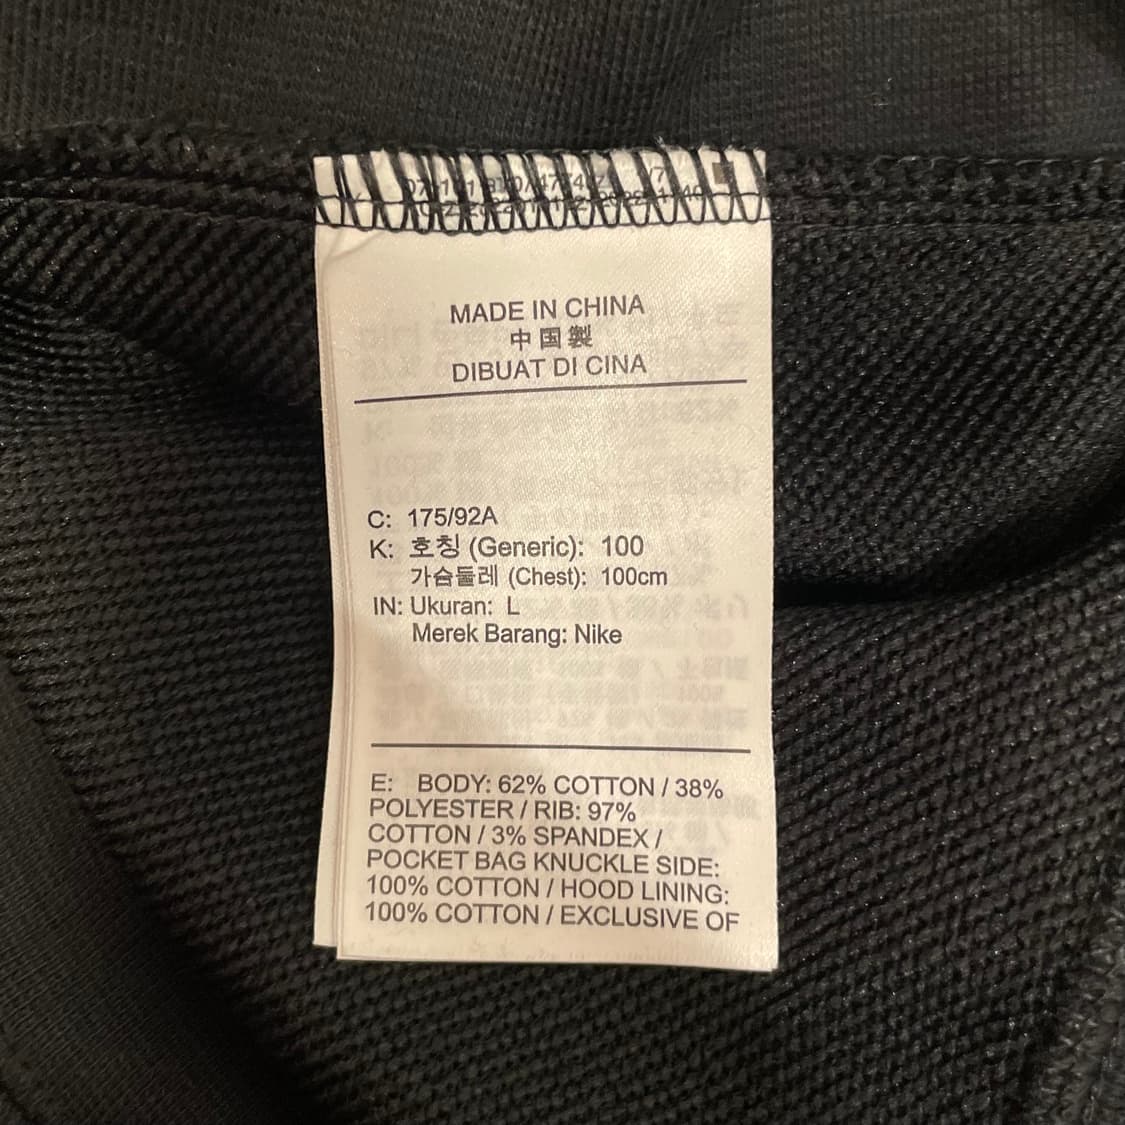 MADE IN CHINA
中国製
DIBUAT DI CINA
C: 175/92A
K: 호칭 (Generic): 100
가슴둘레 (Chest): 100cm
IN: Ukuran: L
Merek Barang: Nike
E: BODY: 62% COTTON / 38%
POLYESTER / RIB: 97%
COTTON / 3% SPANDEX /
POCKET BAG KNUCKLE SIDE:
100% COTTON / HOOD LINING:
100% COTTON / EXCLUSIVE OF